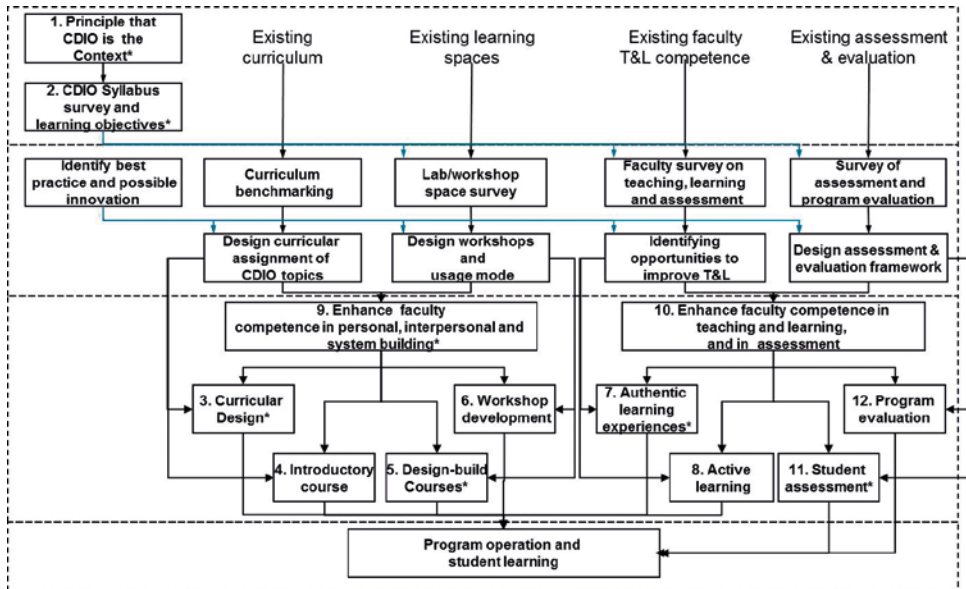 1. Principle that
CDIO is the
Context*
Existing
curriculum
Existing learning
spaces
Existing faculty
T&L competence
Existing assessment
& evaluation
2. CDIO Syllabus
survey and
learning objectives*
Identify best
practice and possible
innovation
Curriculum
benchmarking
Lab/workshop
space survey
Faculty survey on
teaching, learning
and assessment
Survey of
assessment and
program evaluation
Design curricular
assignment of
CDIO topics
Design workshops
and
usage mode
Identifying
opportunities to
improve T&L
Design assessment &
evaluation framework
9. Enhance faculty
competence in personal, interpersonal and
system building*
10. Enhance faculty competence in
teaching and learning,
and in assessment
3. Curricular
Design*
6. Workshop
development
7. Authentic
learning
experiences*
12. Program
evaluation
4. Introductory
course
5. Design-build
Courses*
8. Active
learning
11. Student
assessment*
Program operation and
student learning